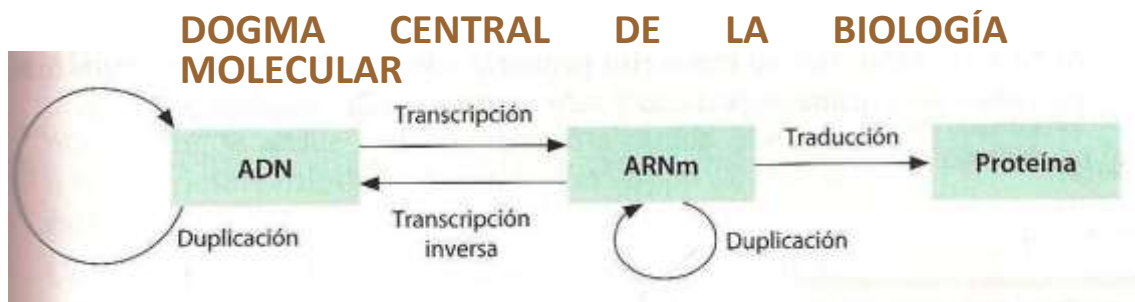 DOGMA CENTRAL DE LA BIOLOGÍA
MOLECULAR
Transcripción
Traducción
ADN
ARNm
Proteína
Transcripción
inversa
Duplicación
Duplicación